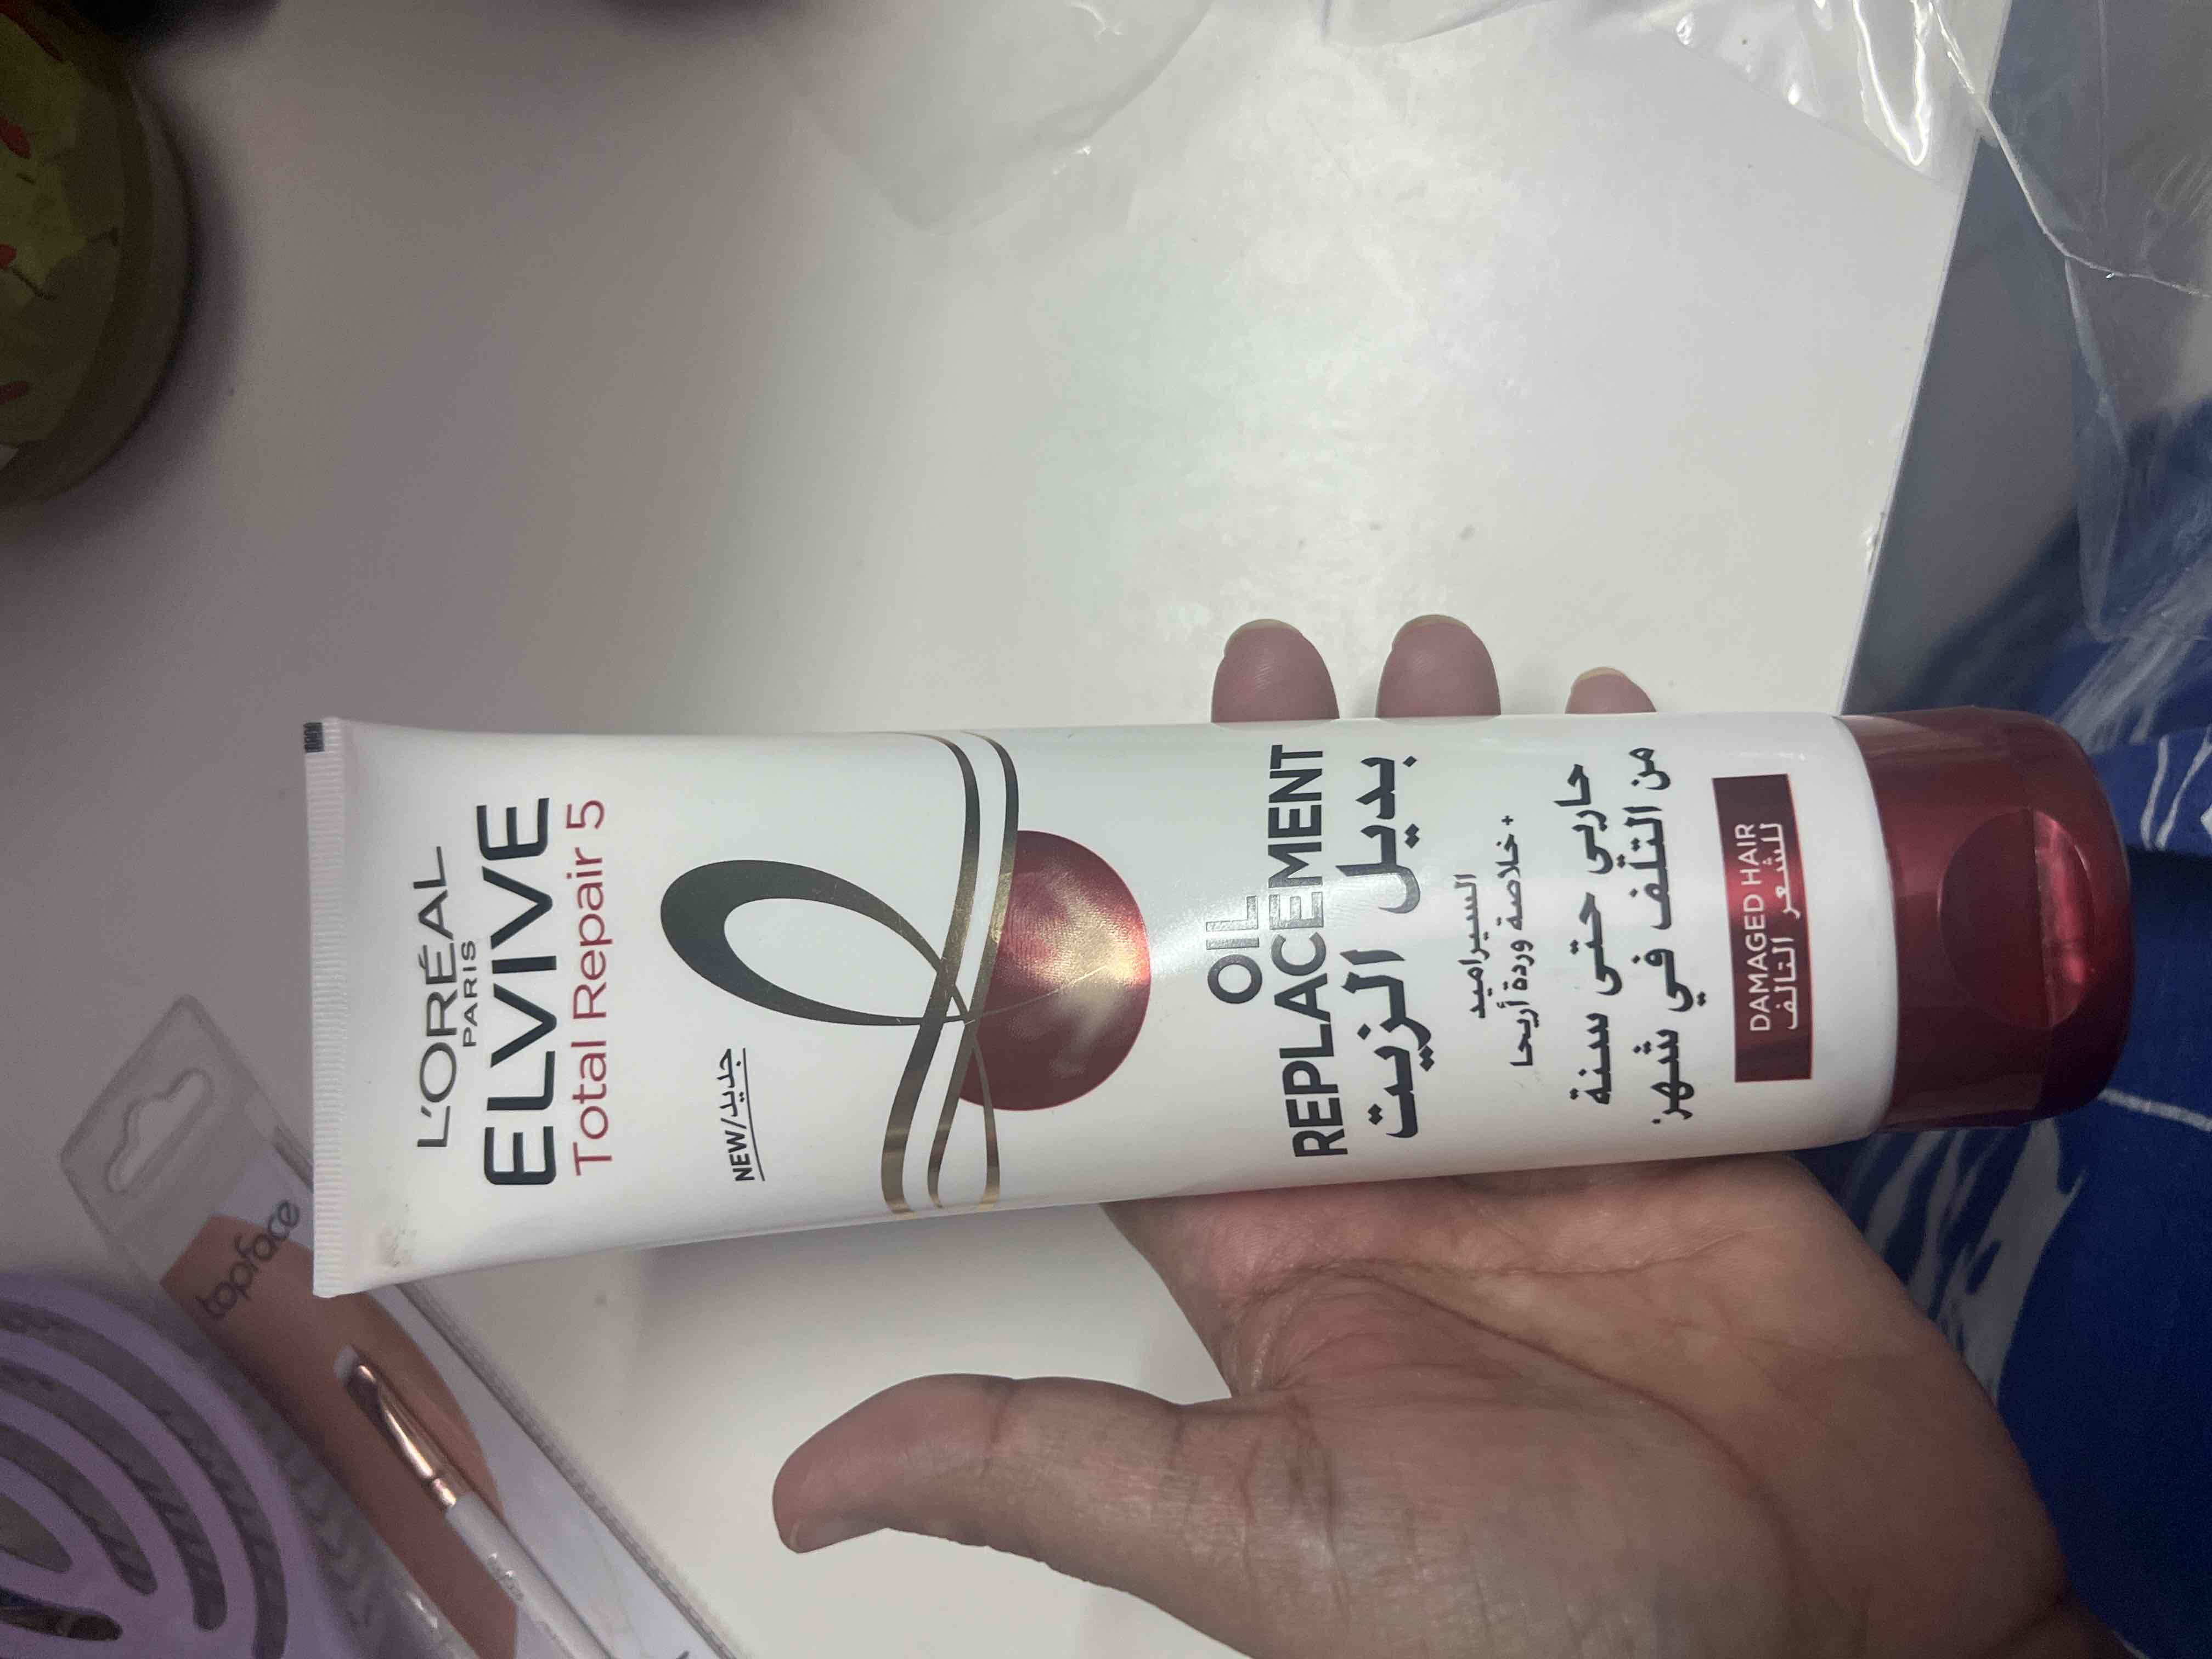 L'ORÉAL
PARIS
ELVIVE
Total Repair 5
NEW/جديد
OIL
REPLACEMENT
بديل الزيت
السيراميد
+ خلاصة وردة أريحا
حاربي حتى سنة
من التلف في شهر
DAMAGED HAIR
للشعر التالف
topface